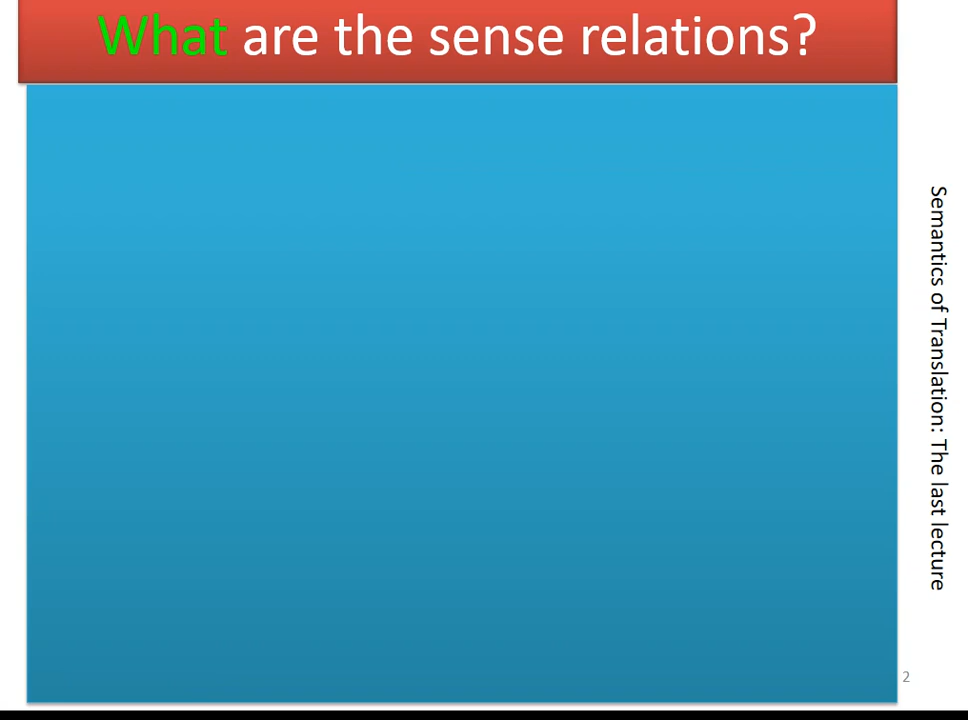 What are the sense relations?
Semantics of Translation: The last lecture
2